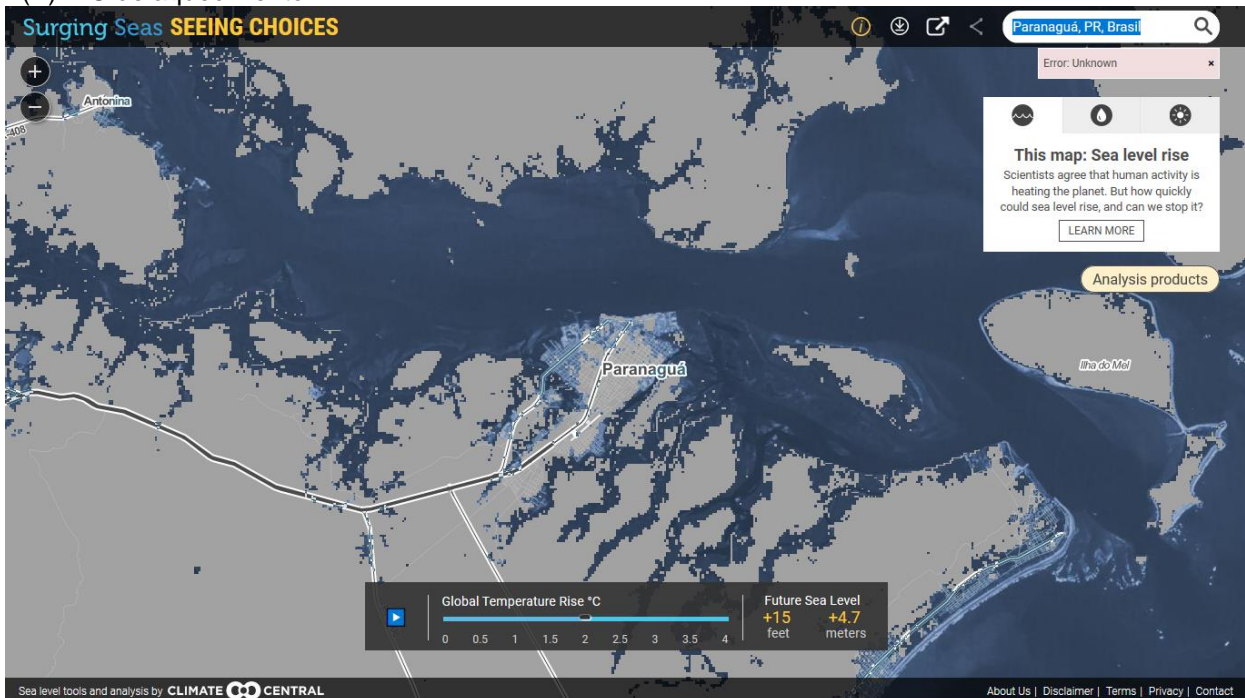 Surging Seas SEEING CHOICES
Paranaguá, PR, Brasil
Error: Unknown ×
+
−
Antonina
-408
This map: Sea level rise
Scientists agree that human activity is
heating the planet. But how quickly
could sea level rise, and can we stop it?
LEARN MORE
Analysis products
Paranaguá
Ilha do Mel
Global Temperature Rise °C
0 0.5 1 1.5 2 2.5 3 3.5 4
Future Sea Level
+15 +4.7
feet meters
Sea level tools and analysis by CLIMATE CENTRAL
About Us | Disclaimer | Terms | Privacy | Contact